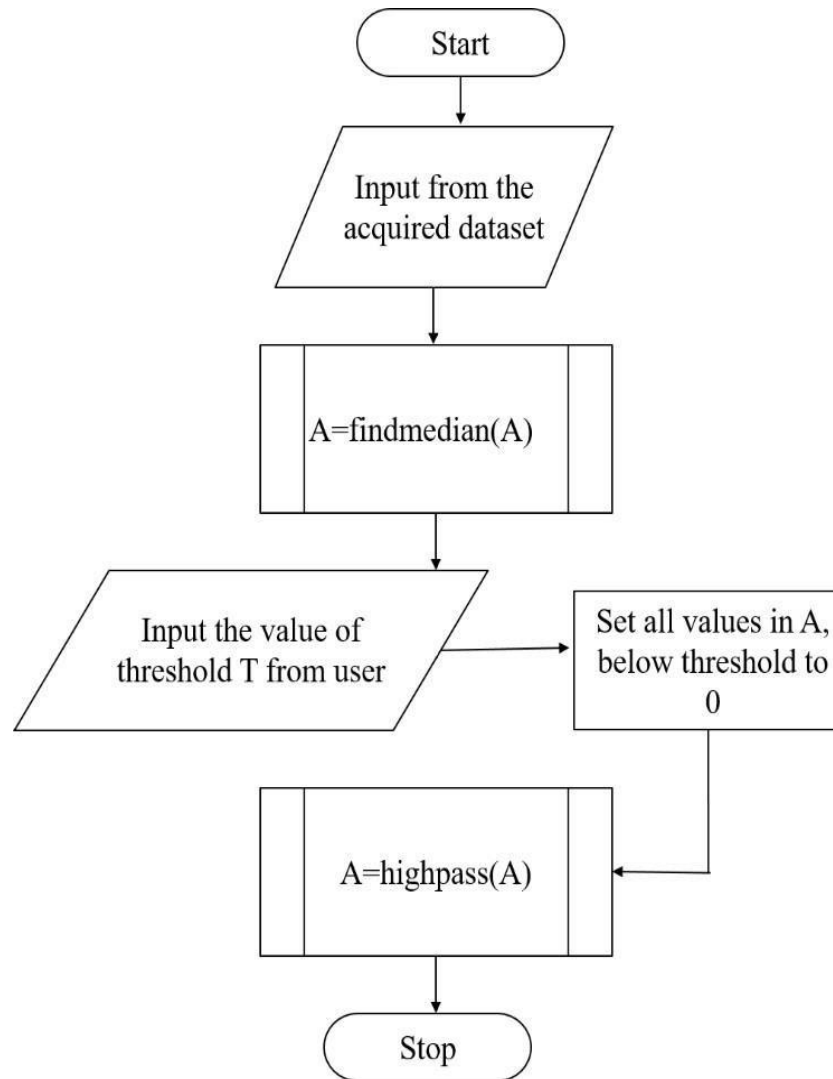 Start
Input from the
acquired dataset
A=findmedian(A)
Input the value of
threshold T from user
Set all values in A,
below threshold to
0
A=highpass(A)
Stop